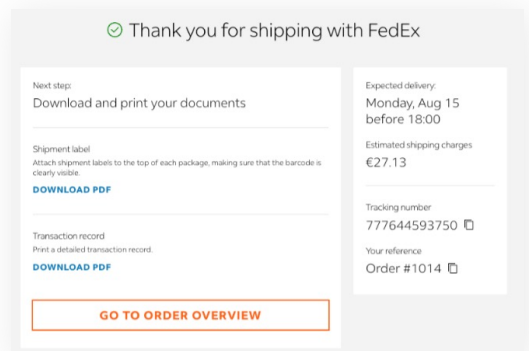 Thank you for shipping with FedEx
Next step:
Download and print your documents
Shipment label
Attach shipment labels to the top of each package, making sure that the barcode is
clearly visible.
DOWNLOAD PDF
Transaction record
Print a detailed transaction record.
DOWNLOAD PDF
GO TO ORDER OVERVIEW
Expected delivery:
Monday, Aug 15
before 18:00
Estimated shipping charges
€27.13
Tracking number
777644593750
Your reference
Order #1014